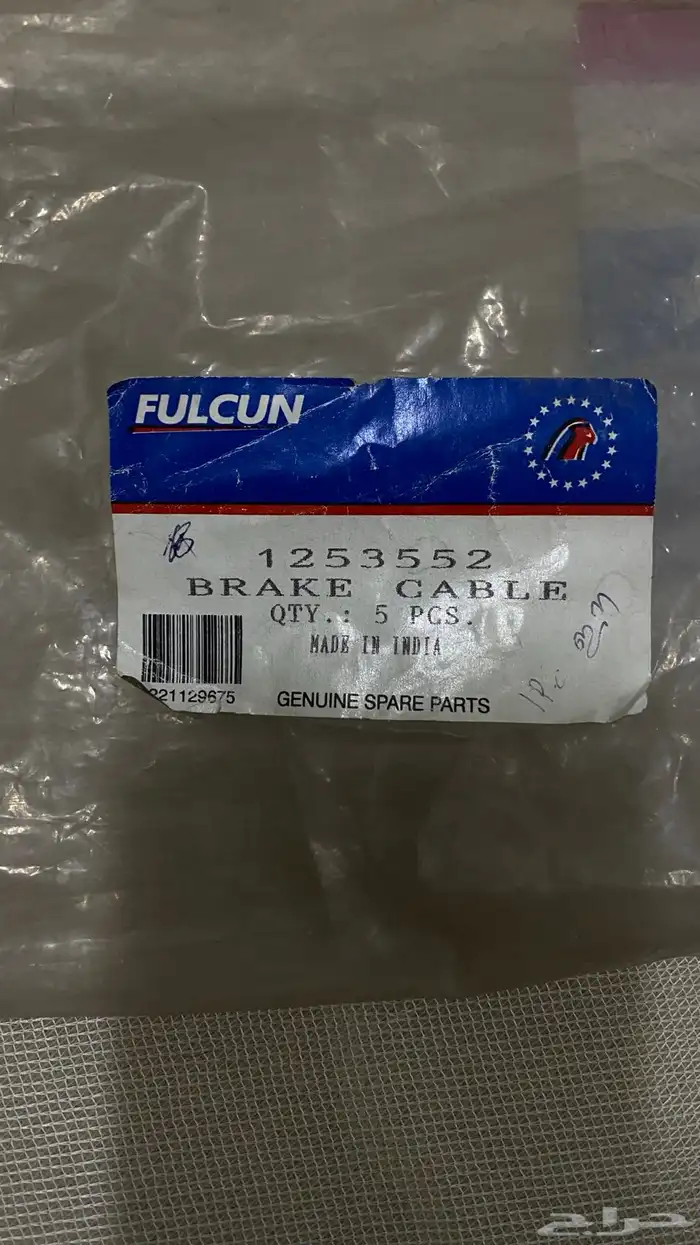 FULCUN
1253552
BRAKE CABLE
QTY.: 5 PCS.
MADE IN INDIA
221129675
GENUINE SPARE PARTS
حراج